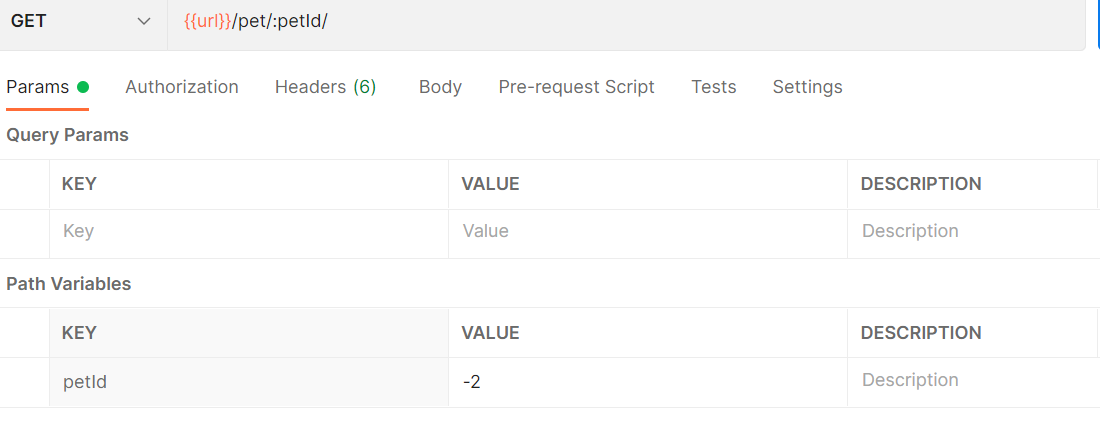 GET {{url}}/pet/:petId/
Params Authorization Headers (6) Body Pre-request Script Tests Settings
Query Params
KEY VALUE DESCRIPTION
Key Value Description
Path Variables
KEY VALUE DESCRIPTION
petId -2 Description